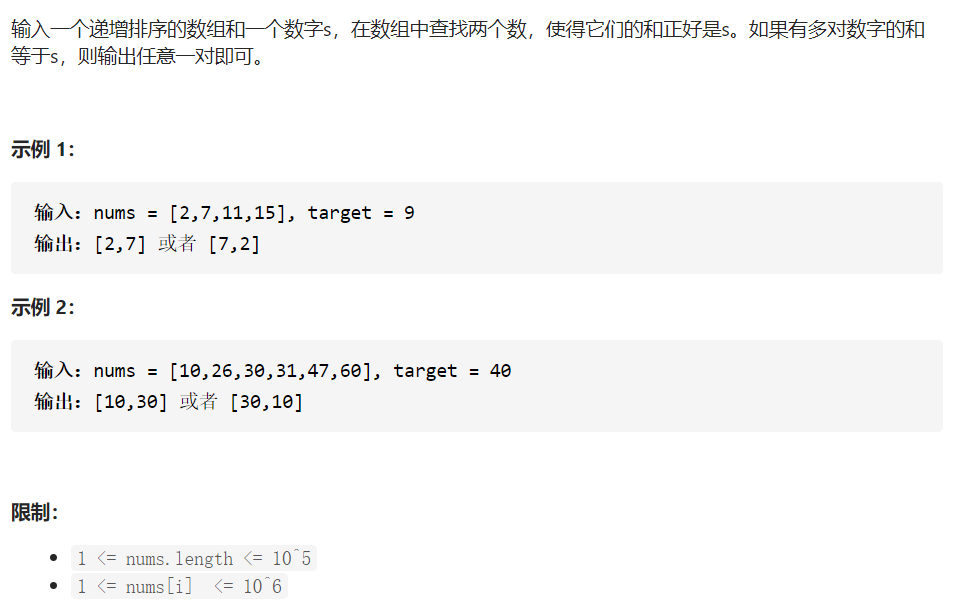 输入一个递增排序的数组和一个数字s，在数组中查找两个数，使得它们的和正好是s。如果有多对数字的和
等于s，则输出任意一对即可。
示例 1：
输入：nums = [2,7,11,15], target = 9
输出：[2,7] 或者 [7,2]
示例 2：
输入：nums = [10,26,30,31,47,60], target = 40
输出：[10,30] 或者 [30,10]
限制：
1 <= nums.length <= 10^5
1 <= nums[i] <= 10^6